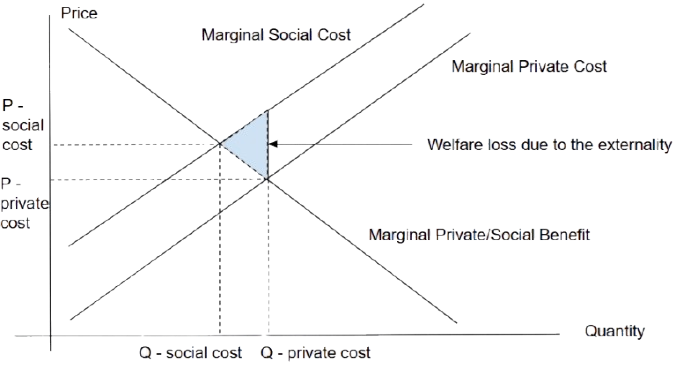 Price
Marginal Social Cost
Marginal Private Cost
P -
social
cost
Welfare loss due to the externality
P -
private
cost
Marginal Private/Social Benefit
Quantity
Q - social cost
Q - private cost